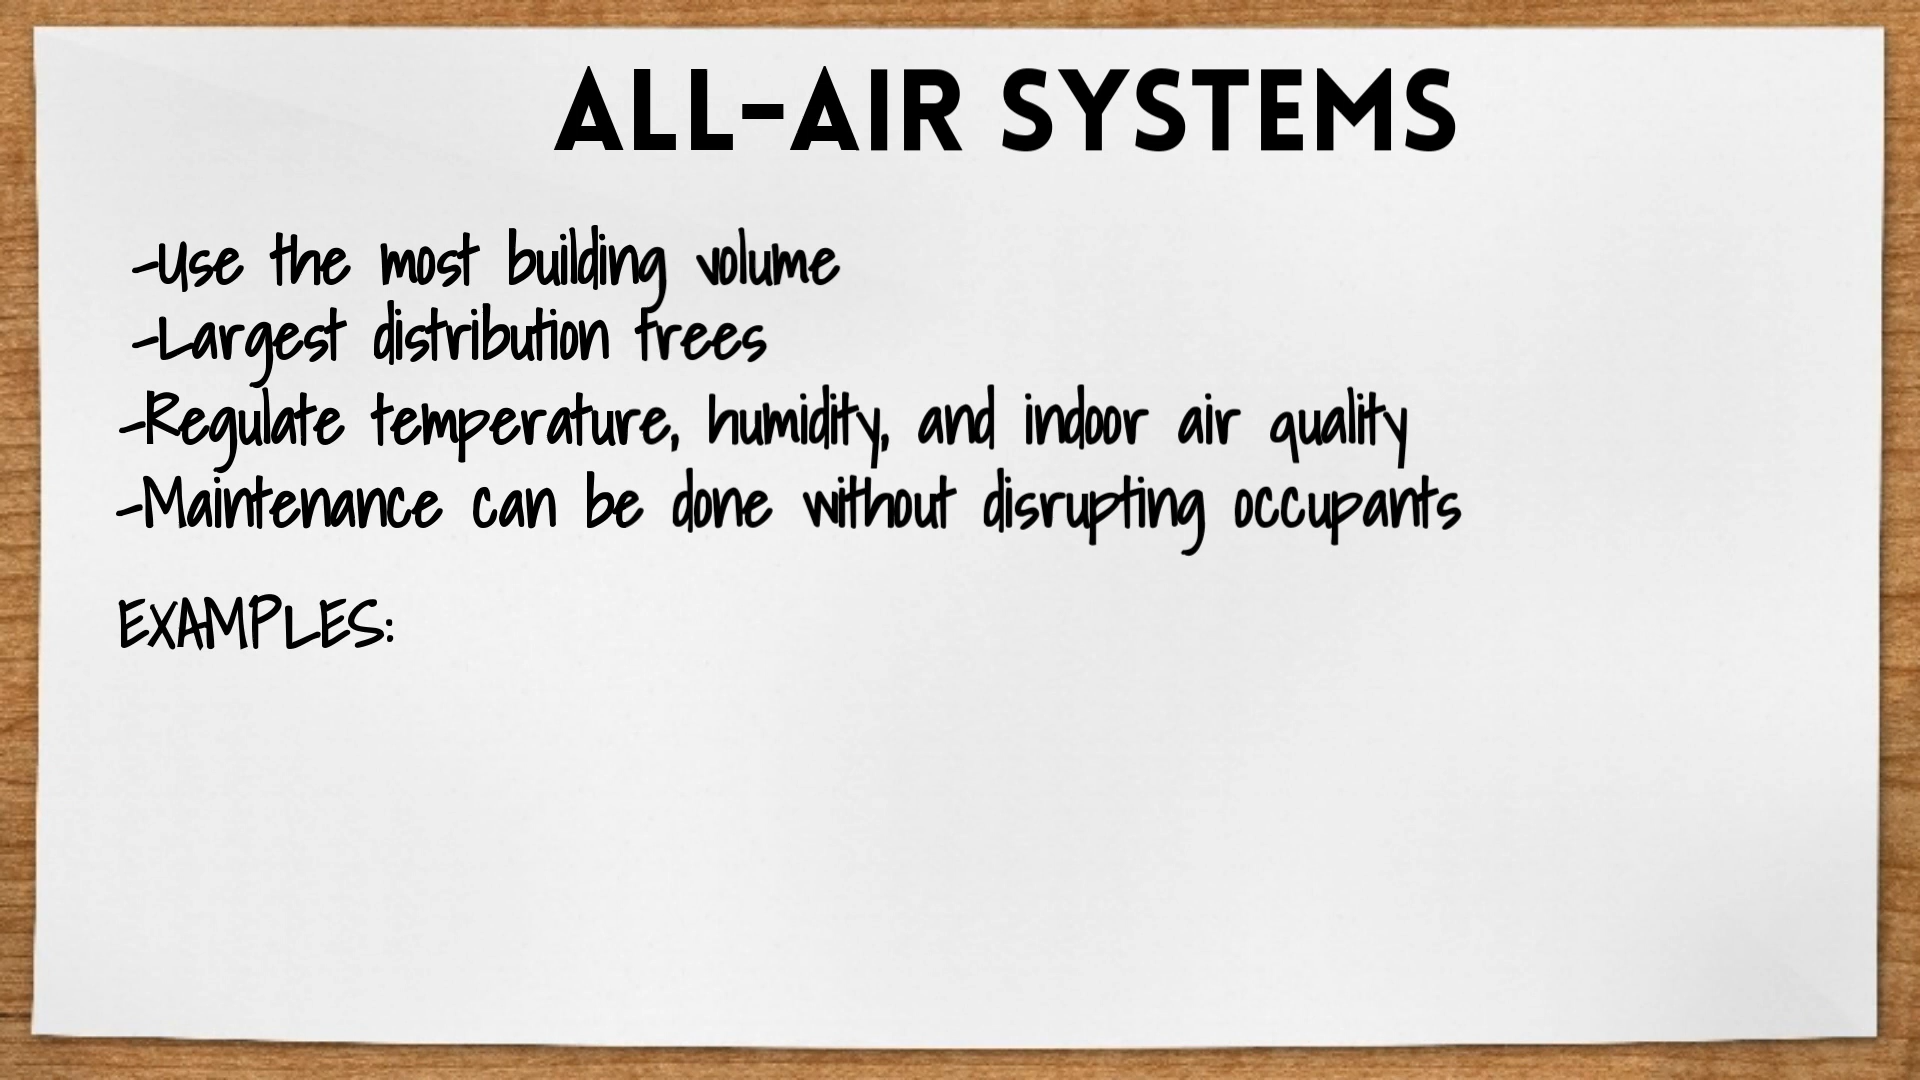 ALL-AIR SYSTEMS
-Use the most building volume
-Largest distribution trees
-Regulate temperature, humidity, and indoor air quality
-Maintenance can be done without disrupting occupants
EXAMPLES: